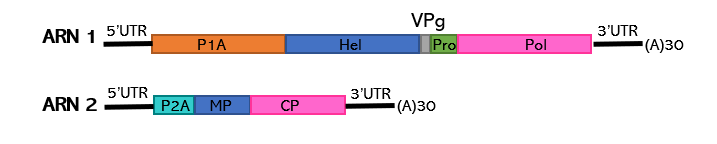 VPg
ARN 1 5'UTR P1A Hel Pro Pol 3'UTR (A)30
ARN 2 5'UTR P2A MP CP 3'UTR (A)30